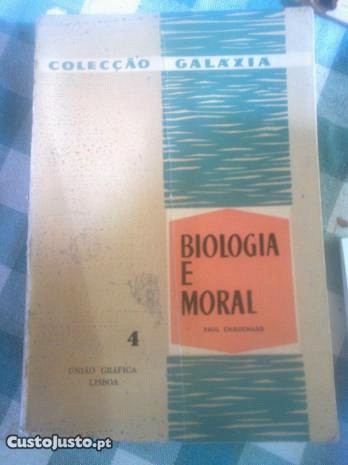 COLECÇÃO GALÁXIA
BIOLOGIA
E
MORAL
PAUL CHAUCHARD
4
UNIÃO GRÁFICA
LISBOA
CustoJusto.pt